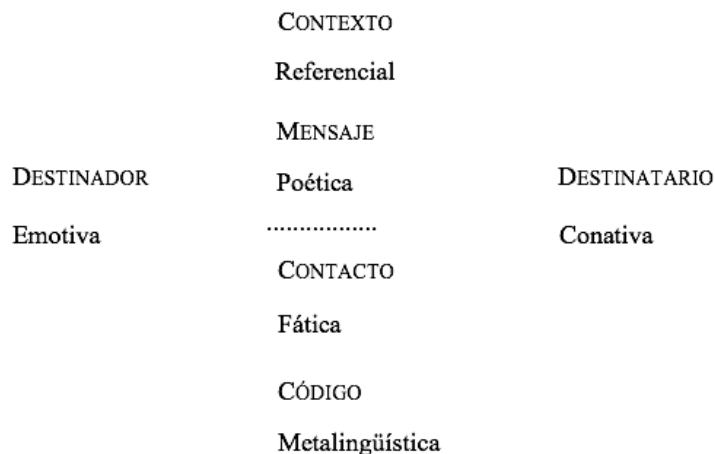 CONTEXTO
Referencial
MENSAJE
DESTINADOR Poética DESTINATARIO
Emotiva ................. Conativa
CONTACTO
Fática
CÓDIGO
Metalingüística